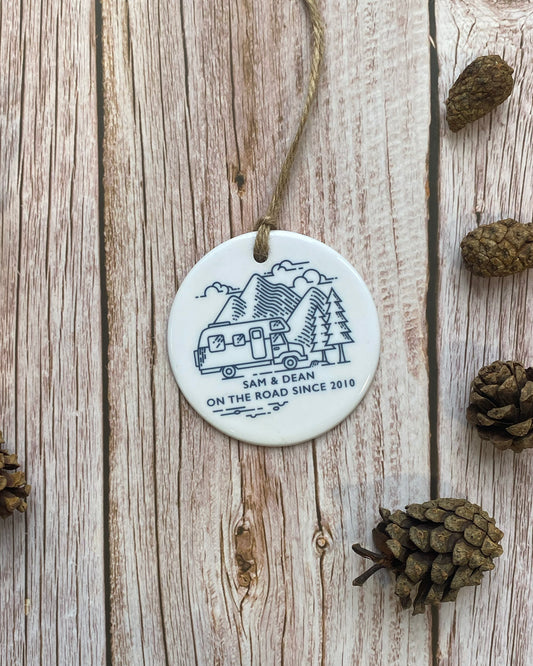 SAM & DEAN
ON THE ROAD SINCE 2010